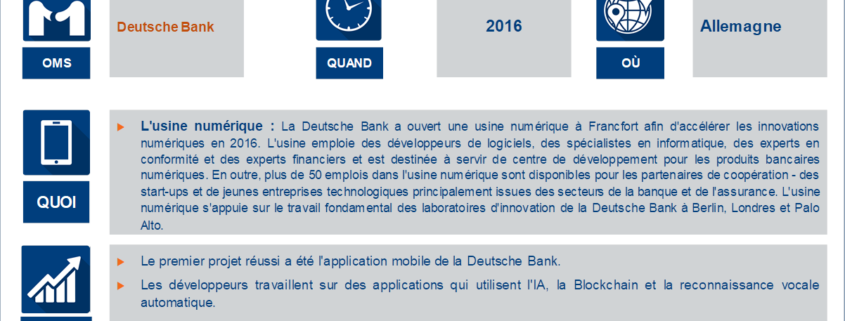 Deutsche Bank
2016
Allemagne
OMS
QUAND
OÙ
L'usine numérique : La Deutsche Bank a ouvert une usine numérique à Francfort afin d'accélérer les innovations
numériques en 2016. L'usine emploie des développeurs de logiciels, des spécialistes en informatique, des experts en
conformité et des experts financiers et est destinée à servir de centre de développement pour les produits bancaires
numériques. En outre, plus de 50 emplois dans l'usine numérique sont disponibles pour les partenaires de coopération - des
start-ups et de jeunes entreprises technologiques principalement issues des secteurs de la banque et de l'assurance. L'usine
numérique s'appuie sur le travail fondamental des laboratoires d'innovation de la Deutsche Bank à Berlin, Londres et Palo
Alto.
QUOI
Le premier projet réussi a été l'application mobile de la Deutsche Bank.
Les développeurs travaillent sur des applications qui utilisent l'IA, la Blockchain et la reconnaissance vocale
automatique.